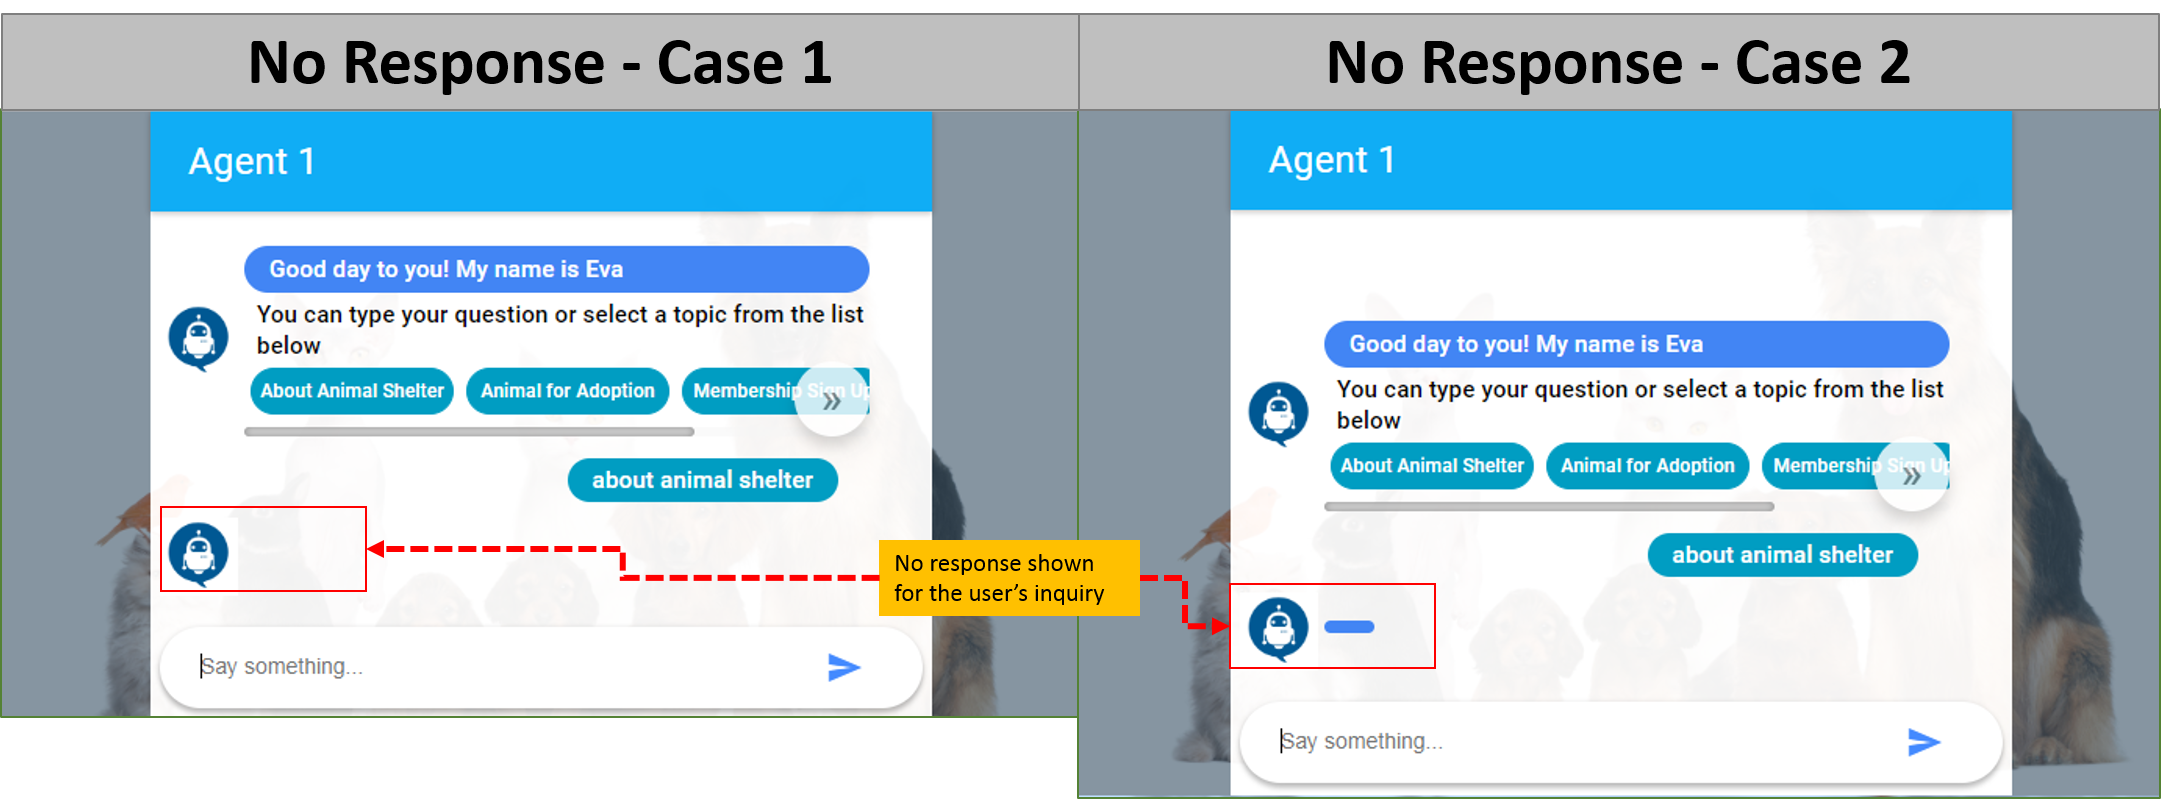 No Response - Case 1
No Response - Case 2
Agent 1
Good day to you! My name is Eva
You can type your question or select a topic from the list
below
About Animal Shelter
Animal for Adoption
Membership Sign Up
»
about animal shelter
Say something...
No response shown
for the user’s inquiry
Agent 1
Good day to you! My name is Eva
You can type your question or select a topic from the list
below
About Animal Shelter
Animal for Adoption
Membership Sign Up
»
about animal shelter
Say something...